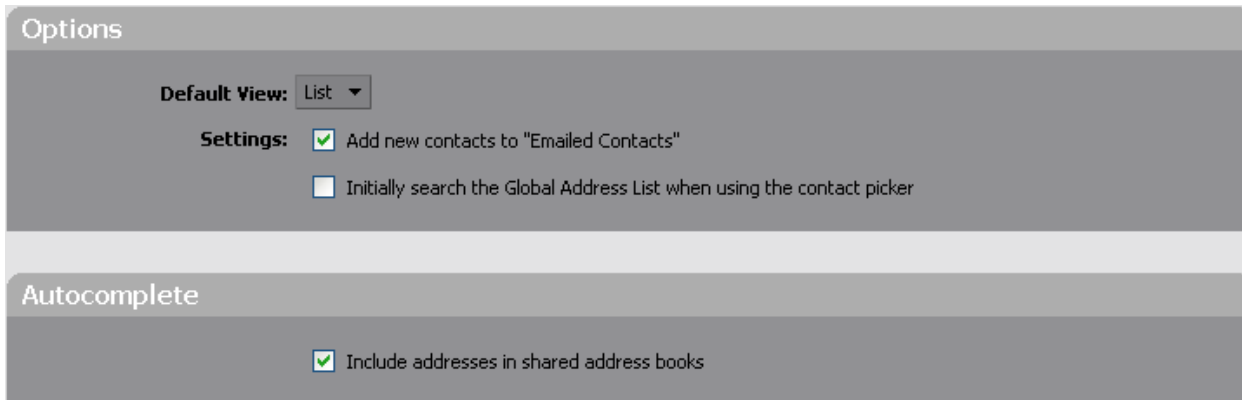 Options
Default View: List
Settings: Add new contacts to "Emailed Contacts"
Initially search the Global Address List when using the contact picker
Autocomplete
Include addresses in shared address books